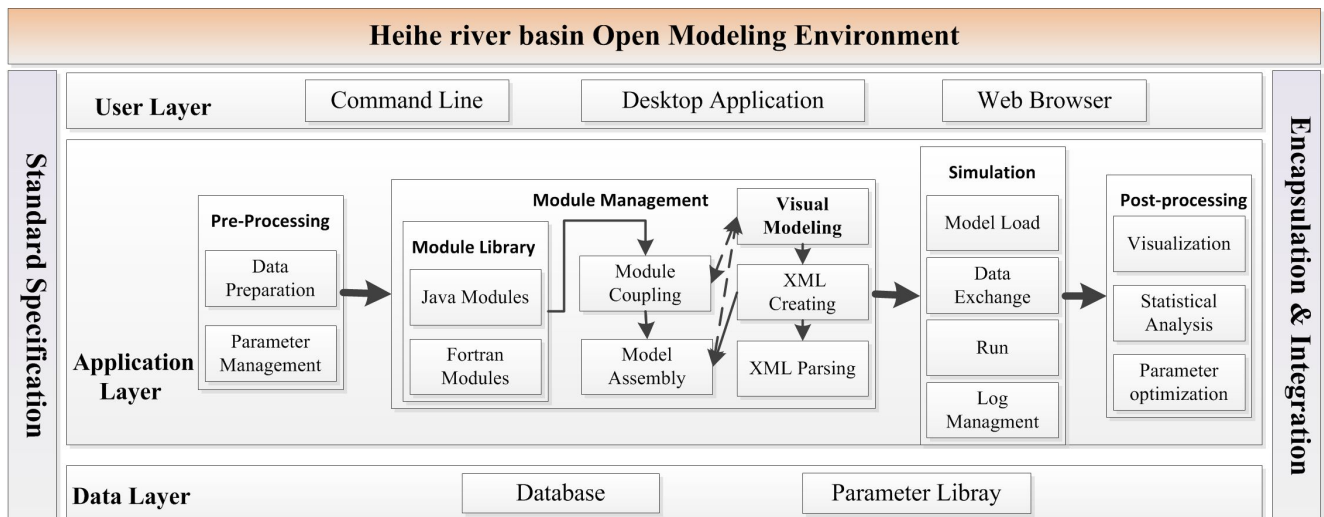 Heihe river basin Open Modeling Environment
Standard Specification
User Layer
Command Line
Desktop Application
Web Browser
Application
Layer
Pre-Processing
Data
Preparation
Parameter
Management
Module Management
Module Library
Java Modules
Fortran
Modules
Module
Coupling
Model
Assembly
Visual
Modeling
XML
Creating
XML Parsing
Simulation
Model Load
Data
Exchange
Run
Log
Managment
Post-processing
Visualization
Statistical
Analysis
Parameter
optimization
Data Layer
Database
Parameter Libray
Encapsulation & Integration